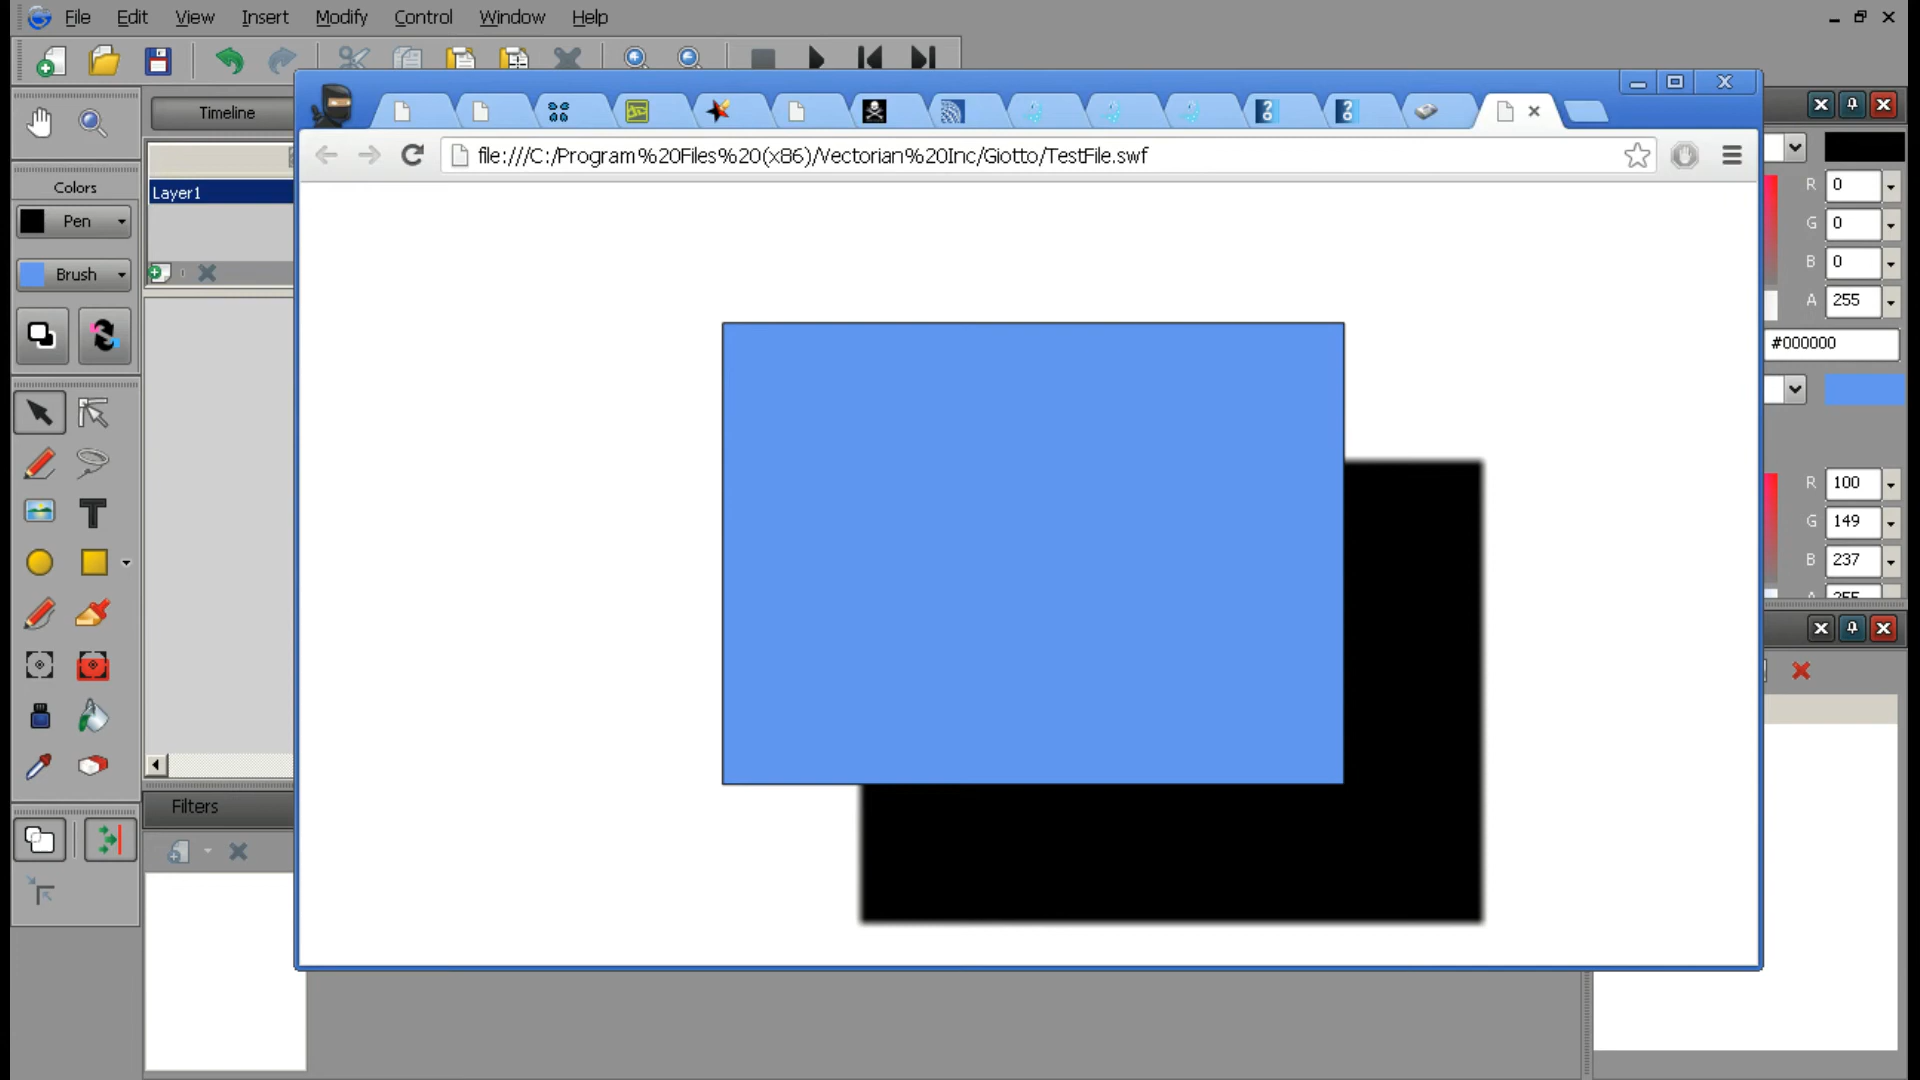 File Edit View Insert Modify Control Window Help
Timeline
file:///C:/Program%20Files%20(x86)/Vectorian%20Inc/Giotto/TestFile.swf
Colors
Layer1
Pen
Brush
R 0
G 0
B 0
A 255
#000000
R 100
G 149
B 237
A 255
Filters